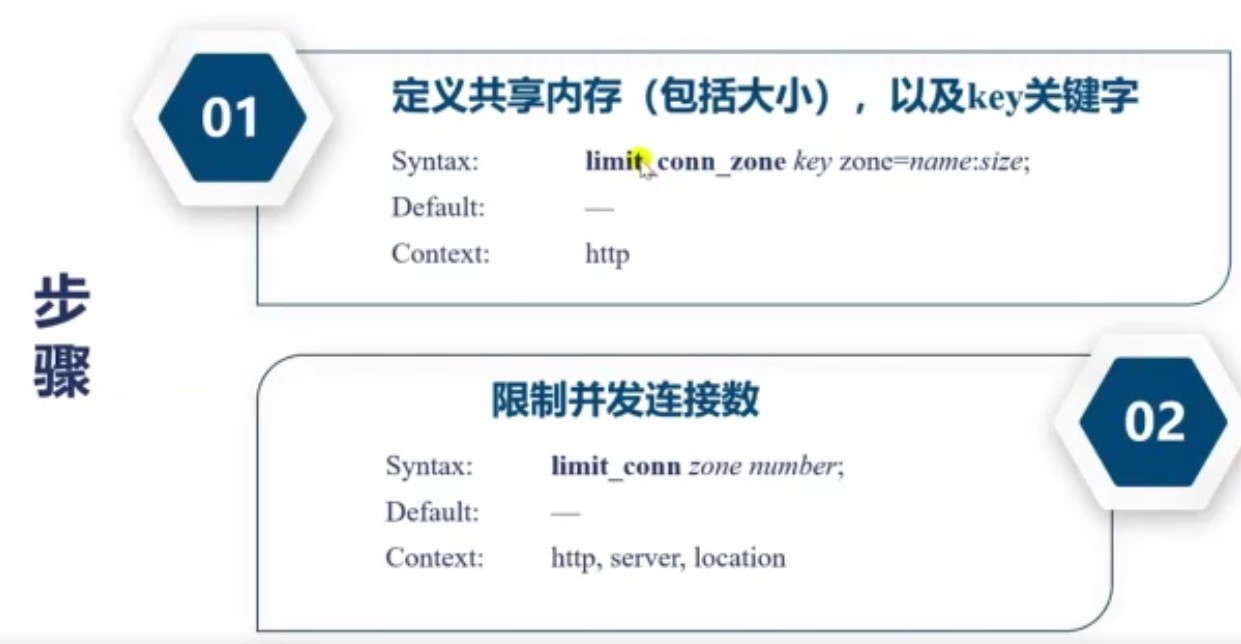 01
定义共享内存（包括大小），以及key关键字
Syntax: limit_conn_zone key zone=name:size;
Default: —
Context: http
步
骤
限制并发连接数
02
Syntax: limit_conn zone number;
Default: —
Context: http, server, location